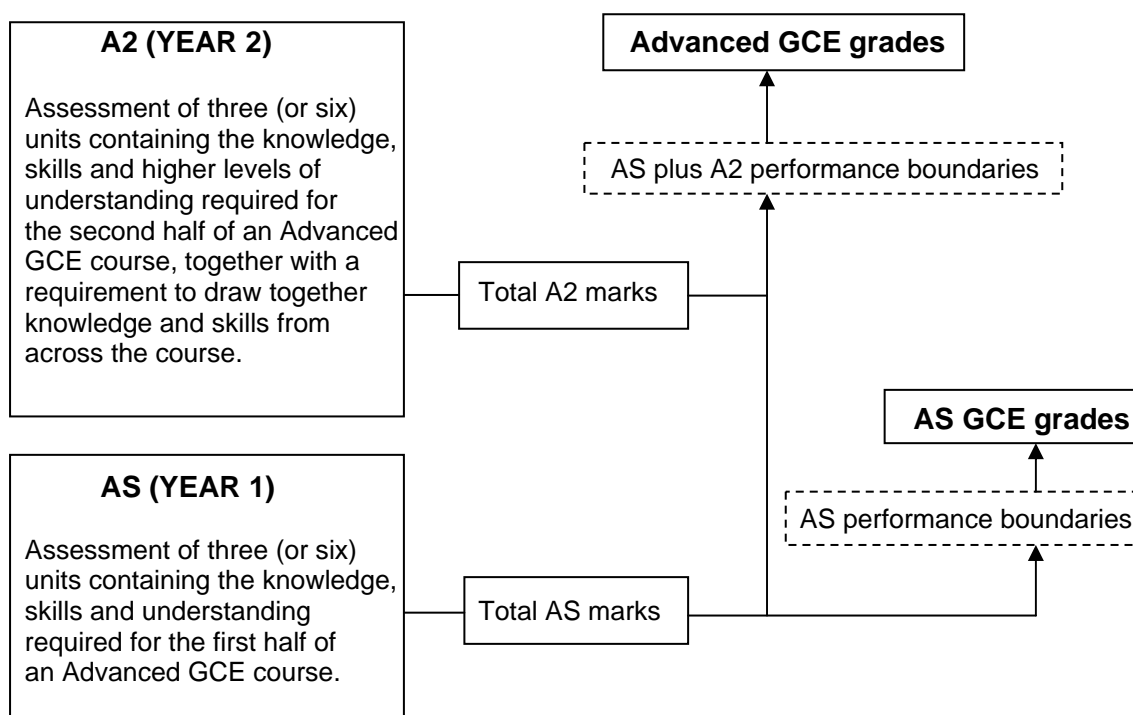 A2 (YEAR 2)
Assessment of three (or six)
units containing the knowledge,
skills and higher levels of
understanding required for
the second half of an Advanced
GCE course, together with a
requirement to draw together
knowledge and skills from
across the course.
Total A2 marks
Advanced GCE grades
AS plus A2 performance boundaries
AS GCE grades
AS performance boundaries
AS (YEAR 1)
Assessment of three (or six)
units containing the knowledge,
skills and understanding
required for the first half of
an Advanced GCE course.
Total AS marks